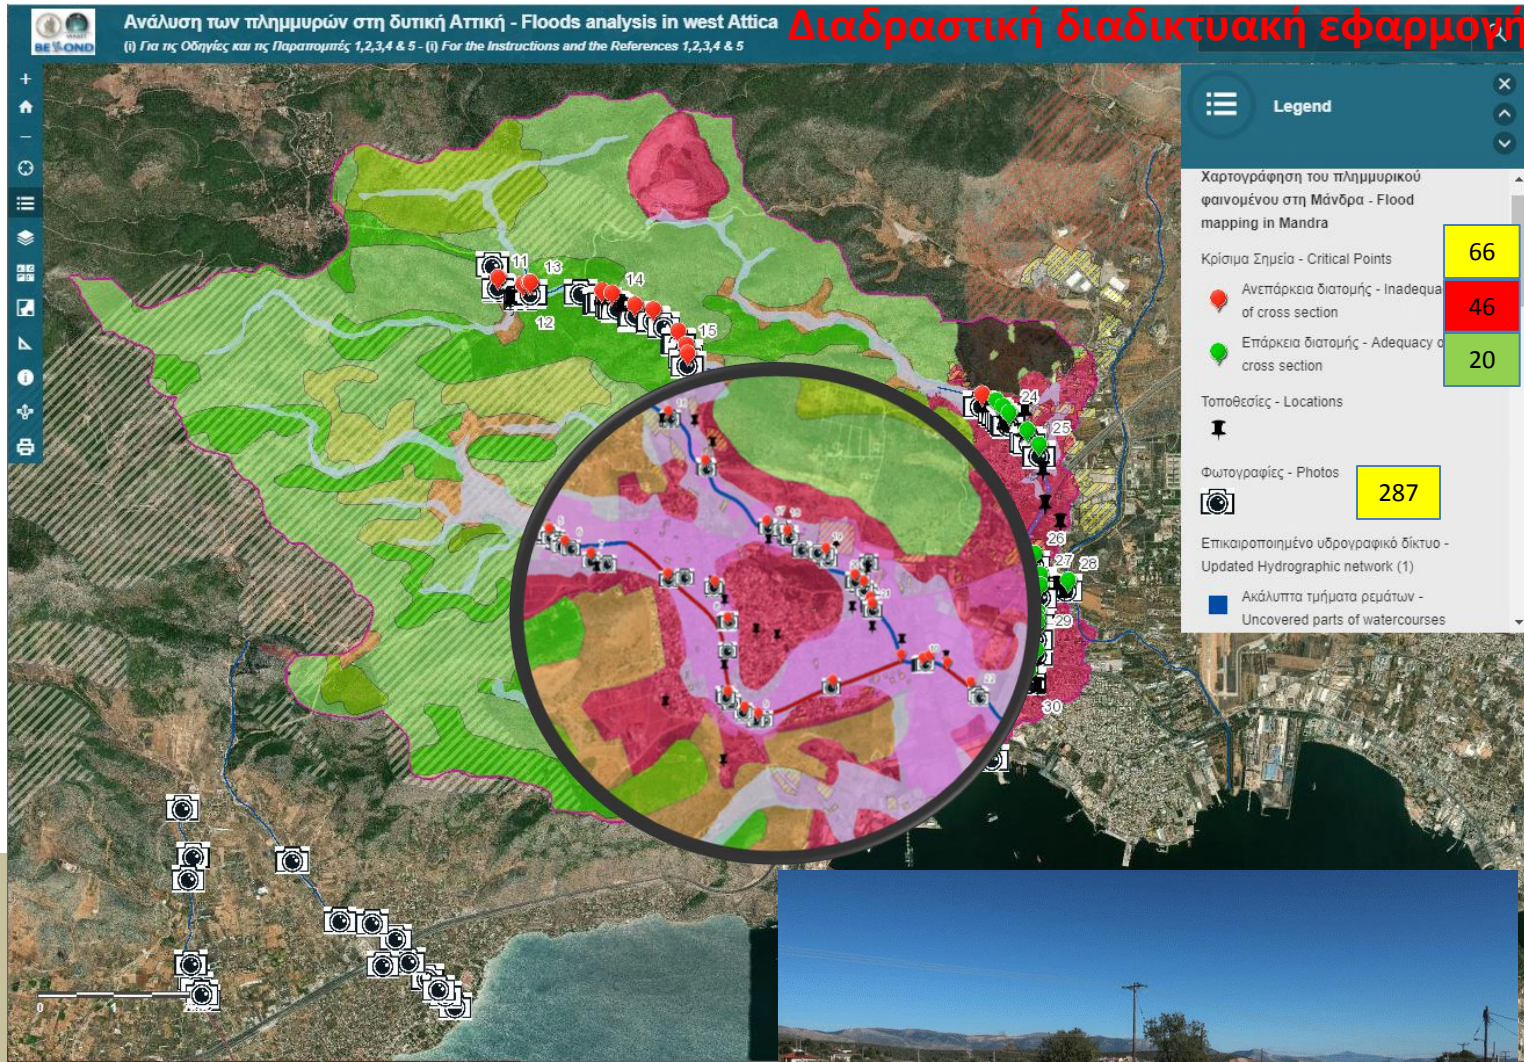 Ανάλυση των πλημμυρών στη δυτική Αττική - Floods analysis in west Attica
Διαδραστική διαδικτυακή εφαρμογή
(i) Για τις Οδηγίες και τις Παραπομπές 1,2,3,4 & 5 - (i) For the Instructions and the References 1,2,3,4 & 5
BEYOND
Legend
Χαρτογράφηση του πλημμυρικού
φαινομένου στη Μάνδρα - Flood
mapping in Mandra
Κρίσιμα Σημεία - Critical Points
66
Ανεπάρκεια διατομής - Inadequa
of cross section
46
Επάρκεια διατομής - Adequacy o
cross section
20
Τοποθεσίες - Locations
Φωτογραφίες - Photos
287
Επικαιροποιημένο υδρογραφικό δίκτυο -
Updated Hydrographic network (1)
Ακάλυπτα τμήματα ρεμάτων -
Uncovered parts of watercourses
11
13
12
14
15
24
25
26
27
28
29
30
22
0
1